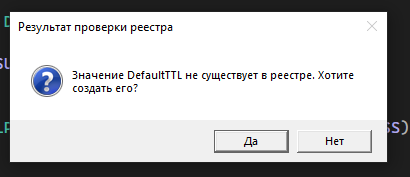 Результат проверки реестра
Значение DefaultTTL не существует в реестре. Хотите
создать его?
Да
Нет